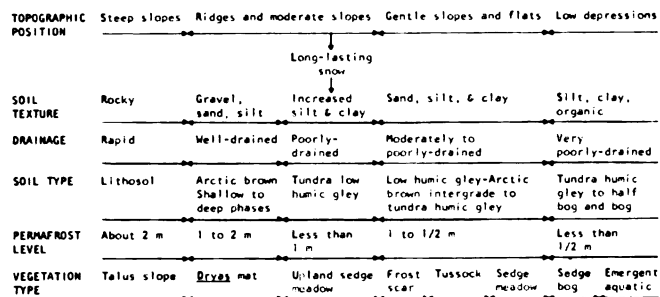 TOPOGRAPHIC Steep slopes Ridges and moderate slopes Gentle slopes and flats Low depressions
POSITION
Long-lasting
snow
SOIL Rocky Gravel, Increased Sand, silt, & clay Silt, clay,
TEXTURE sand, silt silt & clay organic
DRAINAGE Rapid Well-drained Poorly- Moderately to Very
drained poorly-drained poorly-drained
SOIL TYPE Lithosol Arctic brown Tundra low Low humic gley-Arctic Tundra humic
Shallow to humic gley brown intergrade to gley to half
deep phases tundra humic gley bog and bog
PERMAFROST About 2 m 1 to 2 m Less than 1 to 1/2 m Less than
LEVEL 1 m 1/2 m
VEGETATION Talus slope Dryas mat Upland sedge Frost Tussock Sedge Sedge Emergent
TYPE meadow scar meadow bog aquatic